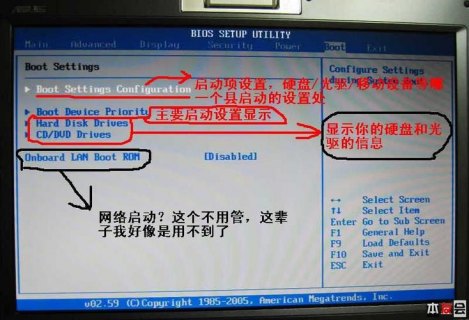 BIOS SETUP UTILITY
Main Advanced Display Security Power Boot Exit
Boot Settings
Configure Settings
during System Boot.
▶ Boot Settings Configuration
启动项设置，硬盘/光驱/移动设备等哪
一个县启动的设置处
▶ Boot Device Priority
主要启动设置显示
▶ Hard Disk Drives
▶ CD/DVD Drives
显示你的硬盘和光
驱的信息
Onboard LAN Boot ROM [Disabled]
网络启动？这个不用管，这辈
子我好像是用不到了
↔ Select Screen
↑↓ Select Item
Enter Go to Sub Screen
F1 General Help
F9 Load Defaults
F10 Save and Exit
ESC Exit
v02.59 (C)Copyright 1985-2005, American Megatrends, Inc.
本 会